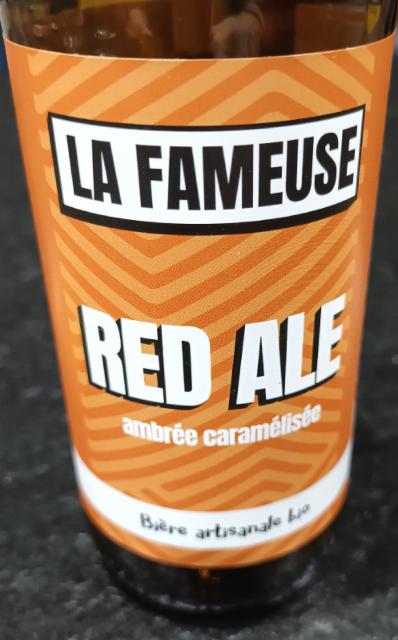 LA FAMEUSE
RED ALE
ambrée caramélisée
Bière artisanale bio